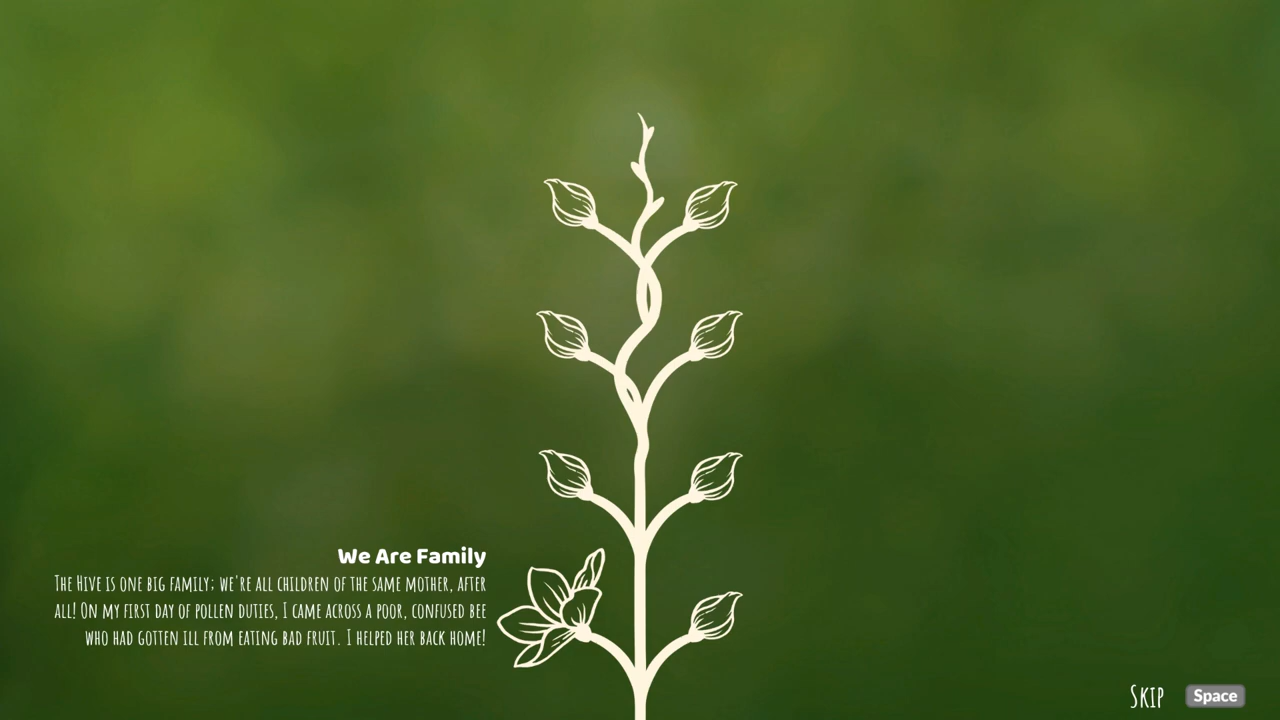 We Are Family
The Hive is one big family; we're all children of the same mother, after
all! On my first day of pollen duties, I came across a poor, confused bee
who had gotten ill from eating bad fruit. I helped her back home!
Skip Space